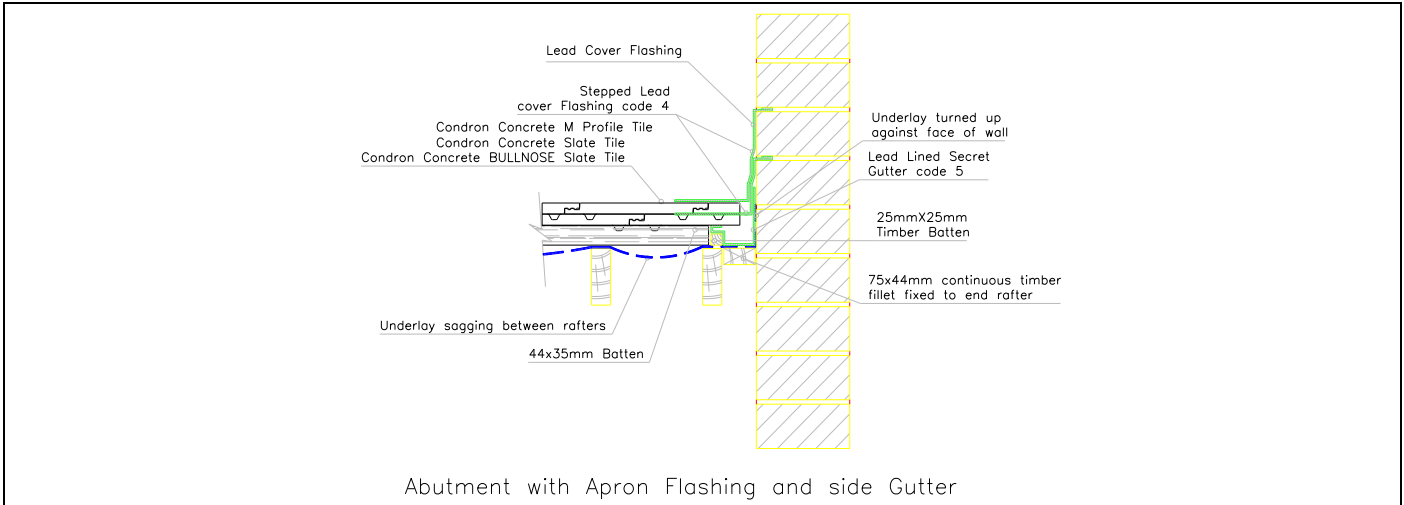 Lead Cover Flashing
Stepped Lead
cover Flashing code 4
Condron Concrete M Profile Tile
Condron Concrete Slate Tile
Condron Concrete BULLNOSE Slate Tile
Underlay turned up
against face of wall
Lead Lined Secret
Gutter code 5
25mmX25mm
Timber Batten
75x44mm continuous timber
fillet fixed to end rafter
Underlay sagging between rafters
44x35mm Batten
Abutment with Apron Flashing and side Gutter